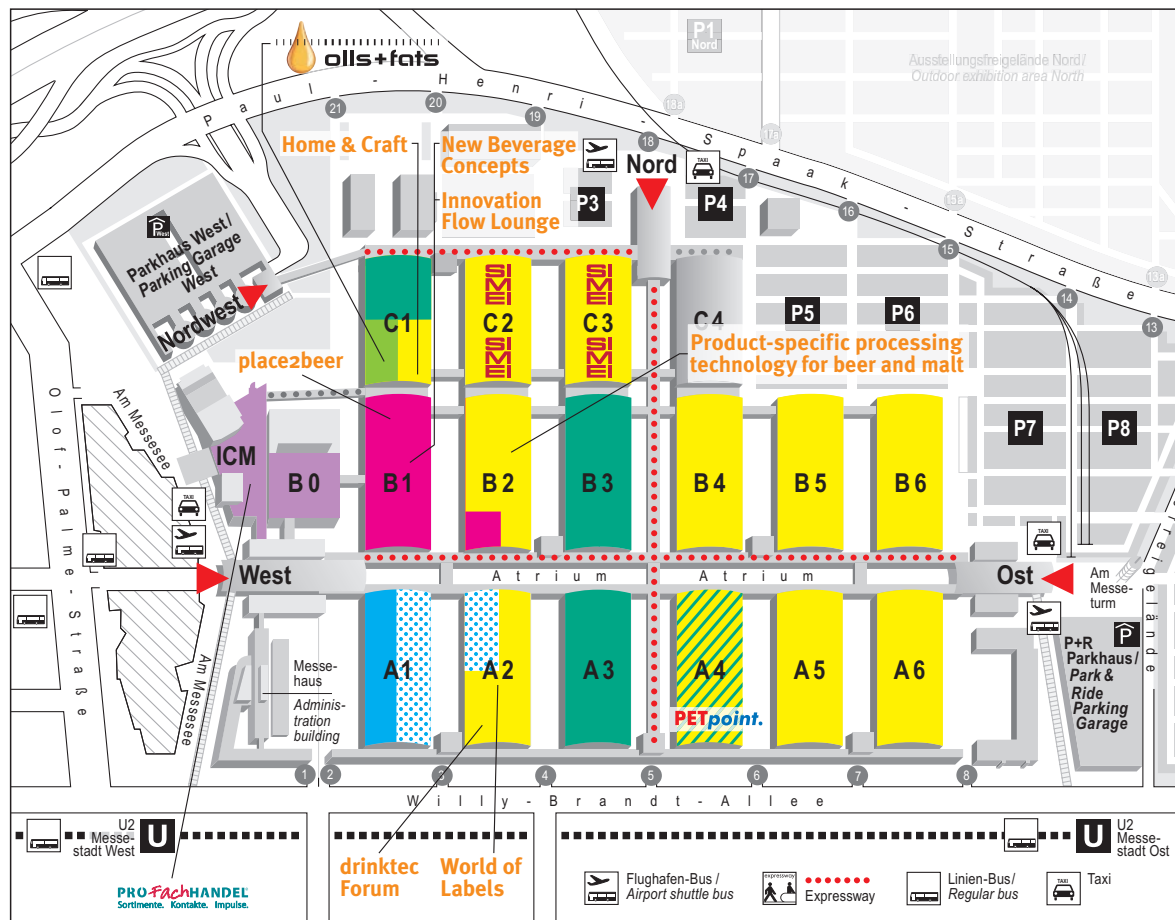 oils+fats
P1
Nord
Ausstellungsfreigelände Nord/
Outdoor exhibition area North
Paul-Henri-Spaak-Straße
21
20
19
18
18a
17a
17
16
15a
15
14
13a
13
Home & Craft
New Beverage
Concepts
Innovation
Flow Lounge
Nord
TAXI
P3
P4
P West
Parkhaus West/
Parking Garage
West
Nordwest
C1
SIMEI
C2
SIMEI
SIMEI
C3
SIMEI
C4
P5
P6
place2beer
Product-specific processing
technology for beer and malt
Am Messesee
Olof-Palme-Straße
ICM
B0
B1
B2
B3
B4
B5
B6
P7
P8
TAXI
TAXI
West
Atrium
Atrium
Ost
Am
Messe-
turm
Freigelände
A1
A2
A3
A4
A5
A6
PETpoint.
Messe-
haus
Adminis-
tration
building
Am Messesee
P
P+R
Parkhaus/
Park &
Ride
Parking
Garage
1
2
3
4
5
6
7
8
Willy-Brandt-Allee
U2
Messe-
stadt West
U
PRO FachHANDEL
Sortimente. Kontakte. Impulse.
drinktec
Forum
World of
Labels
U
U2
Messe-
stadt Ost
Flughafen-Bus /
Airport shuttle bus
expressway
Expressway
Linien-Bus/
Regular bus
TAXI
Taxi